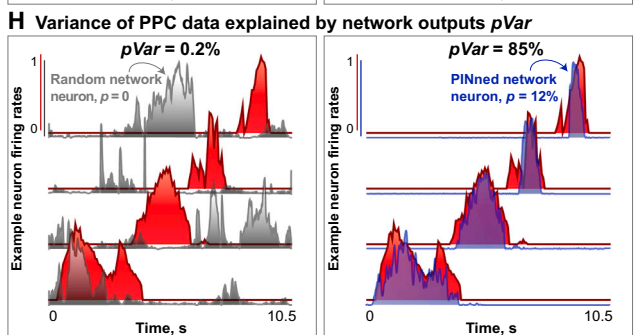 H Variance of PPC data explained by network outputs pVar
pVar = 0.2%
1
Random network
neuron, p = 0
0
Example neuron firing rates
0
10.5
Time, s
pVar = 85%
1
PINned network
neuron, p = 12%
0
Example neuron firing rates
0
10.5
Time, s